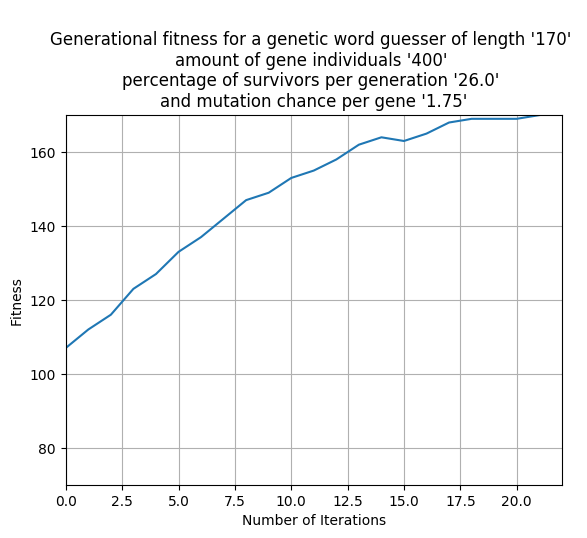 Generational fitness for a genetic word guesser of length '170'
amount of gene individuals '400'
percentage of survivors per generation '26.0'
and mutation chance per gene '1.75'
160
140
120
100
80
Fitness
0.0 2.5 5.0 7.5 10.0 12.5 15.0 17.5 20.0
Number of Iterations